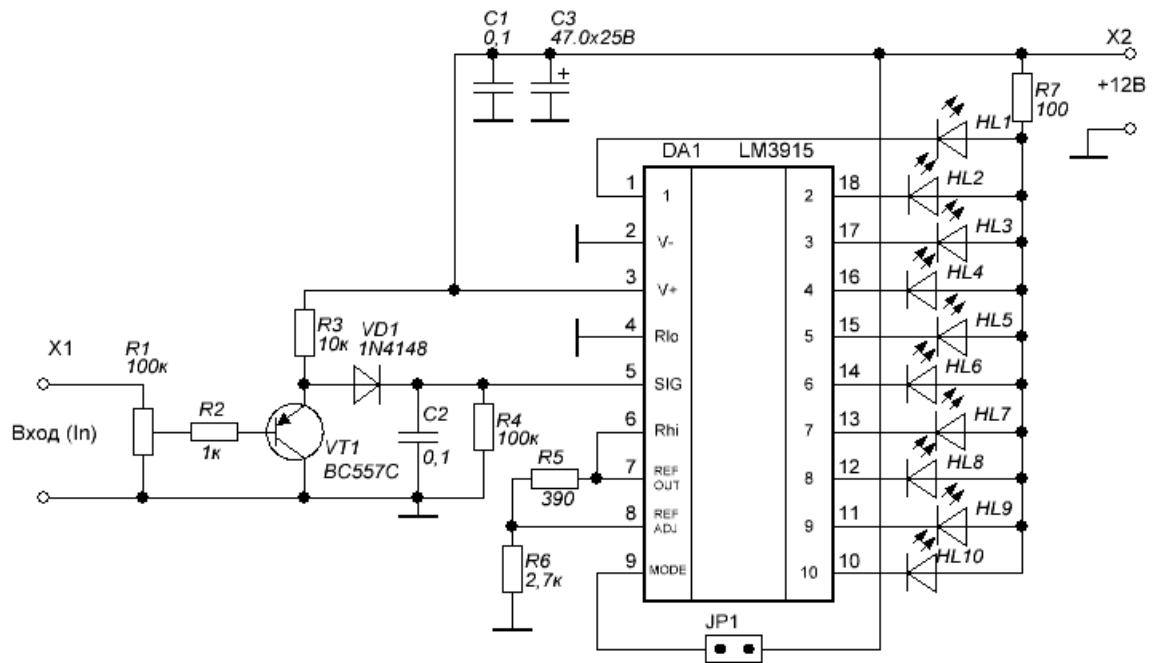 C1
0,1
C3
47.0x25В
X2
+12В
R7
100
HL1
DA1 LM3915
1 1
2 V-
3 V+
4 Rlo
5 SIG
6 Rhi
7 REF OUT
8 REF ADJ
9 MODE
2 18
3 17
4 16
5 15
6 14
7 13
8 12
9 11
10 10
HL2
HL3
HL4
HL5
HL6
HL7
HL8
HL9
HL10
X1
R1
100к
Вход (In)
R2
1к
R3
10к
VD1
1N4148
VT1
BC557C
C2
0,1
R4
100к
R5
390
R6
2,7к
JP1
+